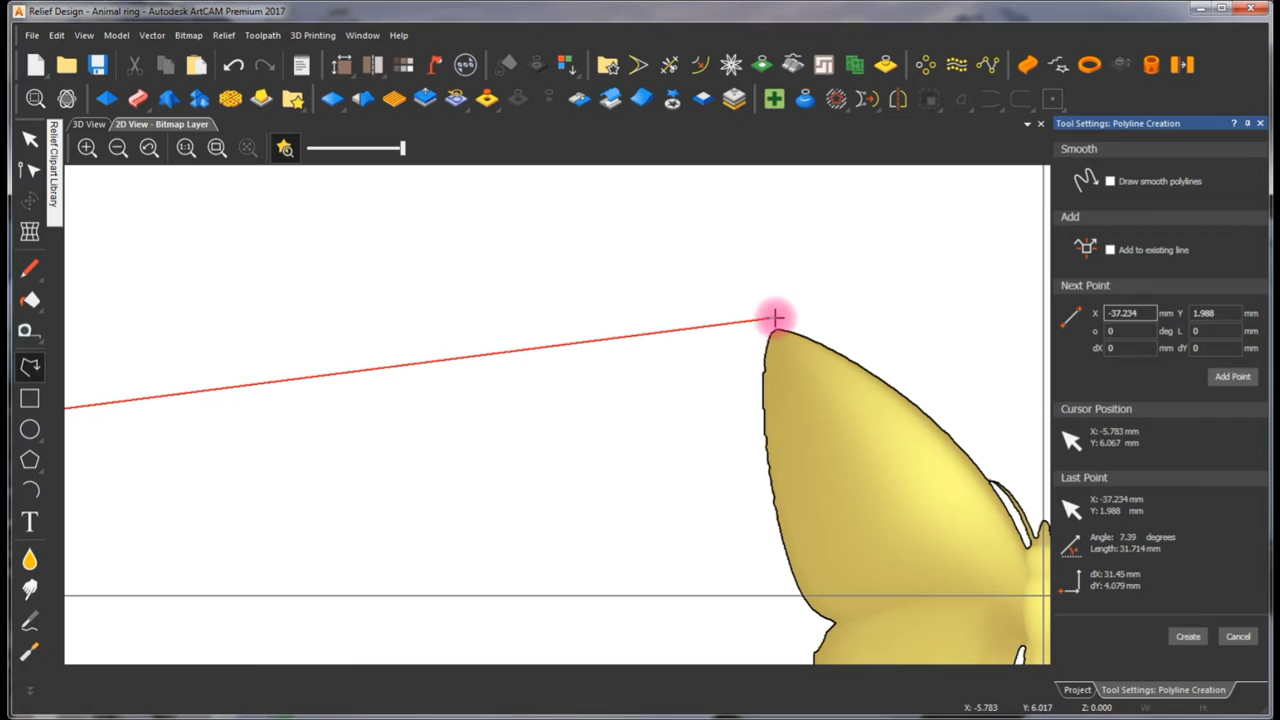 Relief Design - Animal ring - Autodesk ArtCAM Premium 2017
File Edit View Model Vector Bitmap Relief Toolpath 3D Printing Window Help
3D View 2D View - Bitmap Layer
Relief Clipart Library
1:1
T
Tool Settings: Polyline Creation
Smooth
Draw smooth polylines
Add
Add to existing line
Next Point
X -37.234 mm Y 1.988 mm
o 0 deg L 0 mm
dX 0 mm dY 0 mm
Add Point
Cursor Position
X: -5.783 mm
Y: 6.067 mm
Last Point
X: -37.234 mm
Y: 1.988 mm
Angle: 7.39 degrees
Length: 31.714 mm
dX: 31.45 mm
dY: 4.079 mm
Create Cancel
Project Tool Settings: Polyline Creation
X: -5.783 Y: 6.017 Z: 0.000 W: H: